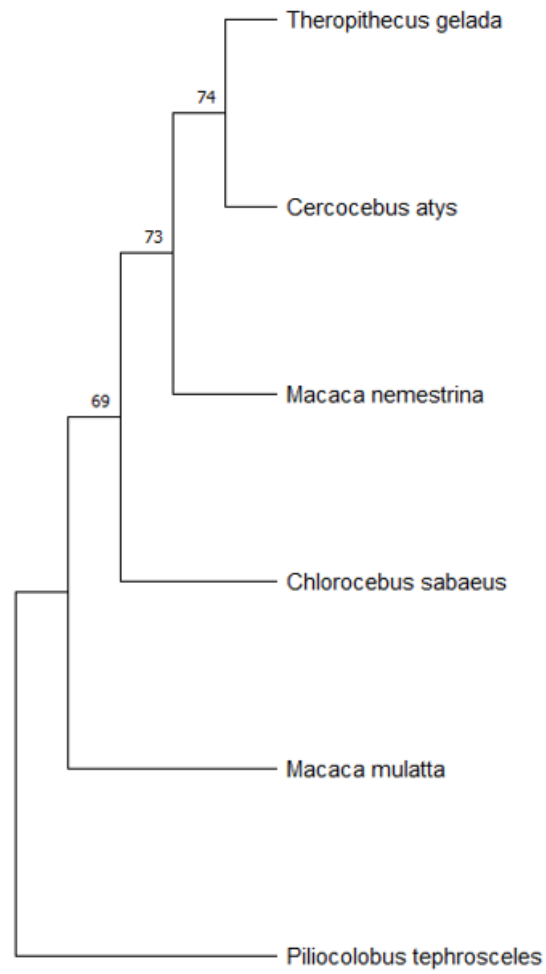 Theropithecus gelada
74
Cercocebus atys
73
Macaca nemestrina
69
Chlorocebus sabaeus
Macaca mulatta
Piliocolobus tephrosceles